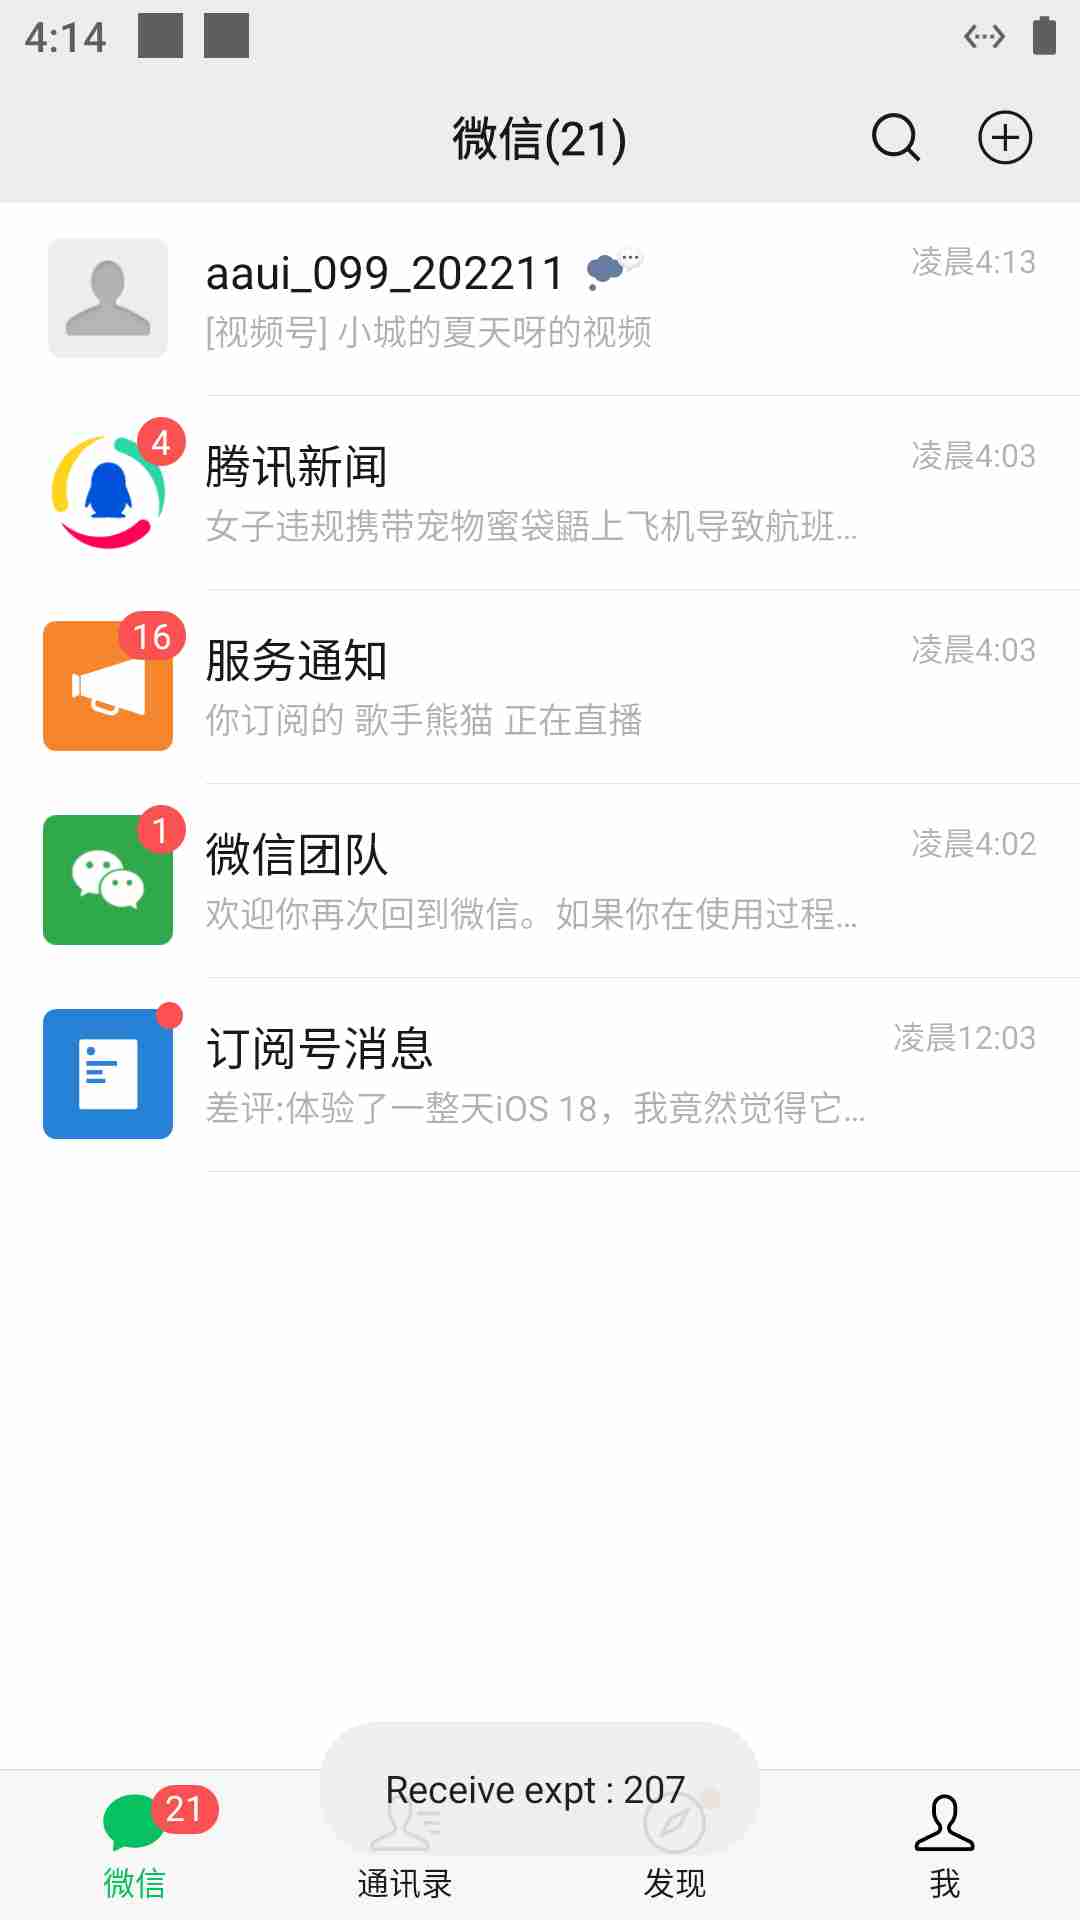 4:14
微信(21)
aaui_099_202211
凌晨4:13
[视频号] 小城的夏天呀的视频
4
腾讯新闻
凌晨4:03
女子违规携带宠物蜜袋鼯上飞机导致航班...
16
服务通知
凌晨4:03
你订阅的 歌手熊猫 正在直播
1
微信团队
凌晨4:02
欢迎你再次回到微信。如果你在使用过程...
订阅号消息
凌晨12:03
差评:体验了一整天iOS 18，我竟然觉得它...
Receive expt : 207
21
微信
通讯录
发现
我